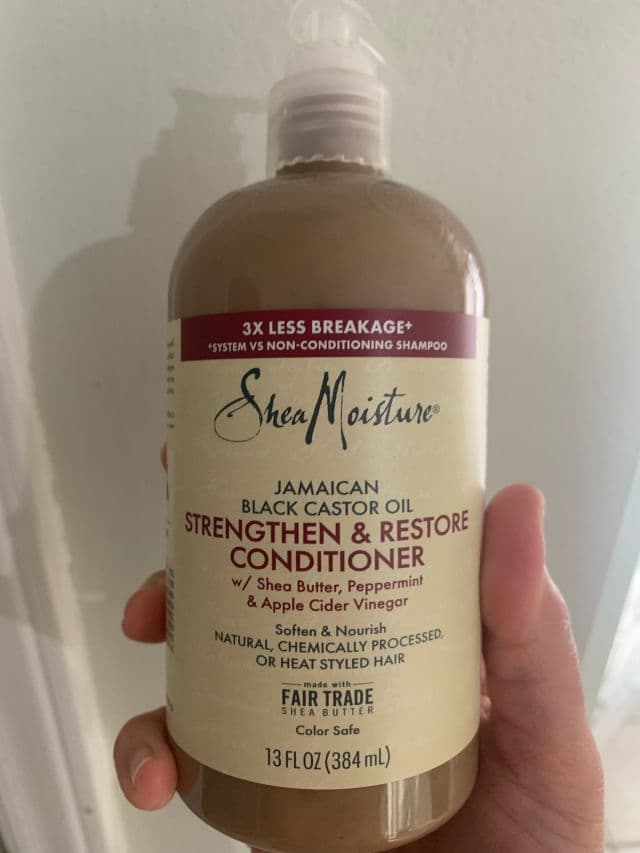 3X LESS BREAKAGE+
+SYSTEM VS NON-CONDITIONING SHAMPOO
SheaMoisture®
JAMAICAN
BLACK CASTOR OIL
STRENGTHEN & RESTORE
CONDITIONER
w/ Shea Butter, Peppermint
& Apple Cider Vinegar
Soften & Nourish
NATURAL, CHEMICALLY PROCESSED,
OR HEAT STYLED HAIR
made with
FAIR TRADE
SHEA BUTTER
Color Safe
13 FL OZ (384 mL)